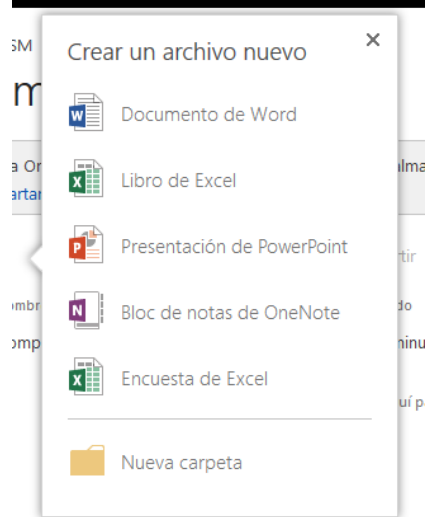 SM
Crear un archivo nuevo
Documento de Word
Libro de Excel
Presentación de PowerPoint
Bloc de notas de OneNote
Encuesta de Excel
Nueva carpeta